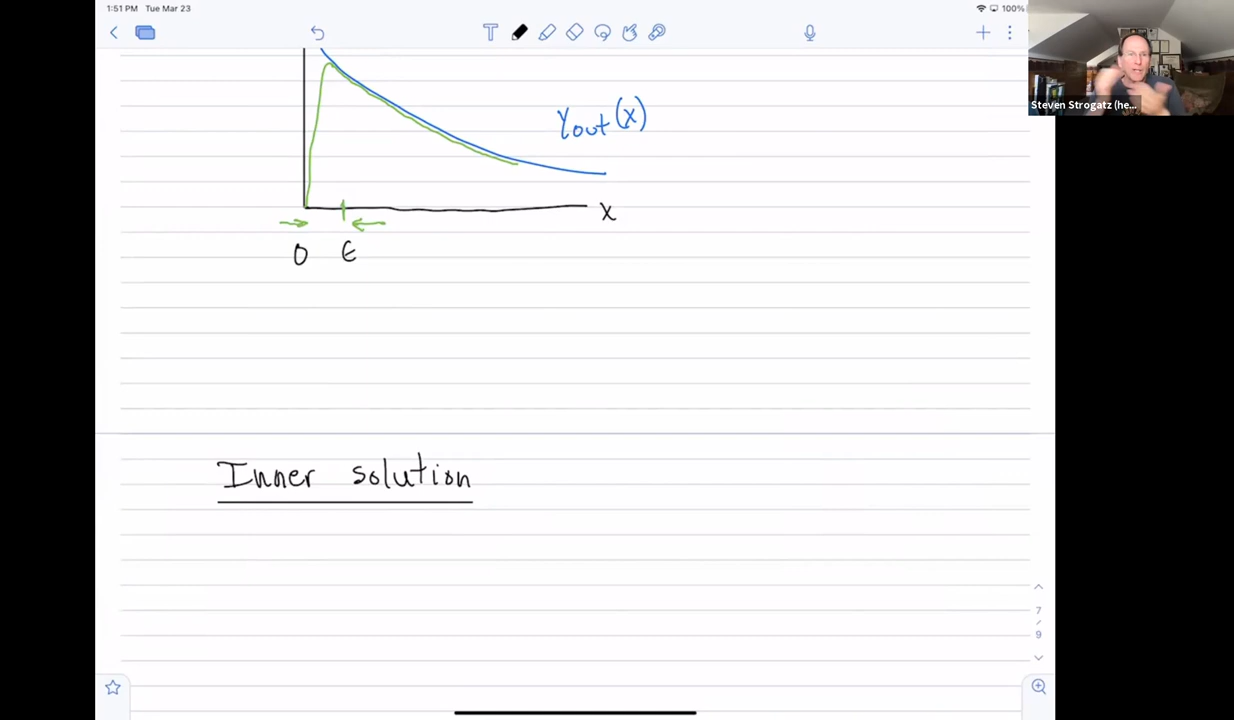 1:51 PM Tue Mar 23
100%
T
Steven Strogatz (he...
yout(x)
x
0 ϵ
Inner solution
7
/
9